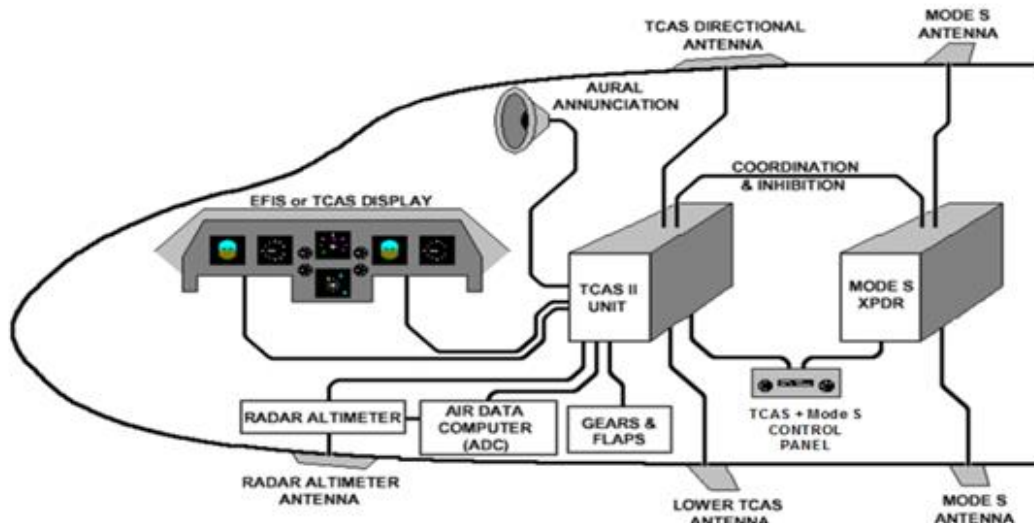 TCAS DIRECTIONAL
ANTENNA
MODE S
ANTENNA
AURAL
ANNUNCIATION
COORDINATION
& INHIBITION
EFIS or TCAS DISPLAY
TCAS II
UNIT
MODE S
XPDR
RADAR ALTIMETER
AIR DATA
COMPUTER
(ADC)
GEARS &
FLAPS
TCAS + Mode S
CONTROL
PANEL
RADAR ALTIMETER
ANTENNA
LOWER TCAS
ANTENNA
MODE S
ANTENNA